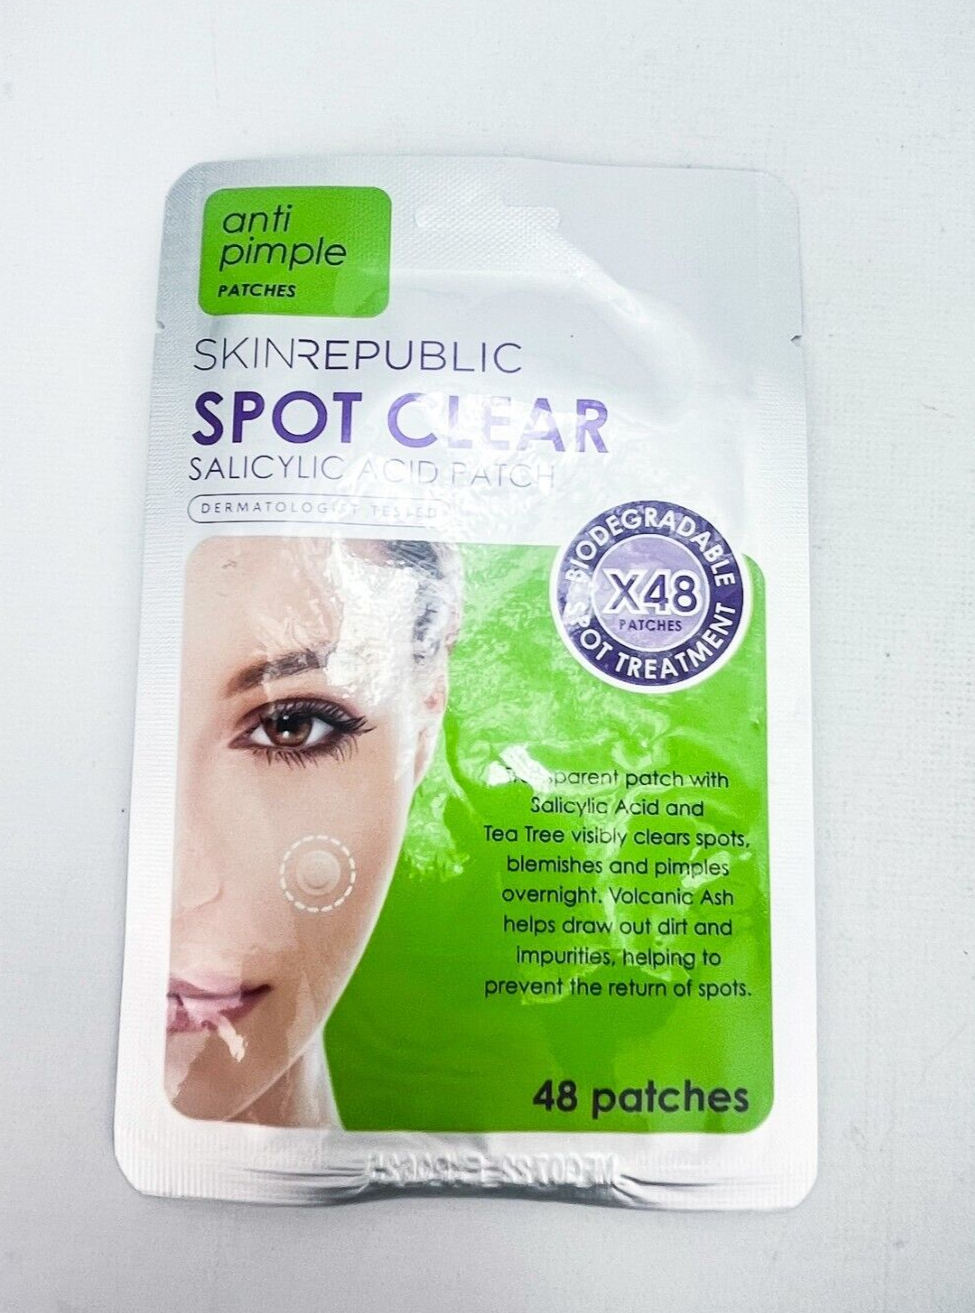 anti
pimple
PATCHES
SKINREPUBLIC
SPOT CLEAR
SALICYLIC ACID PATCH
DERMATOLOGIST TESTED
BIODEGRADABLE
X48
PATCHES
SPOT TREATMENT
Transparent patch with
Salicylic Acid and
Tea Tree visibly clears spots,
blemishes and pimples
overnight. Volcanic Ash
helps draw out dirt and
impurities, helping to
prevent the return of spots.
48 patches